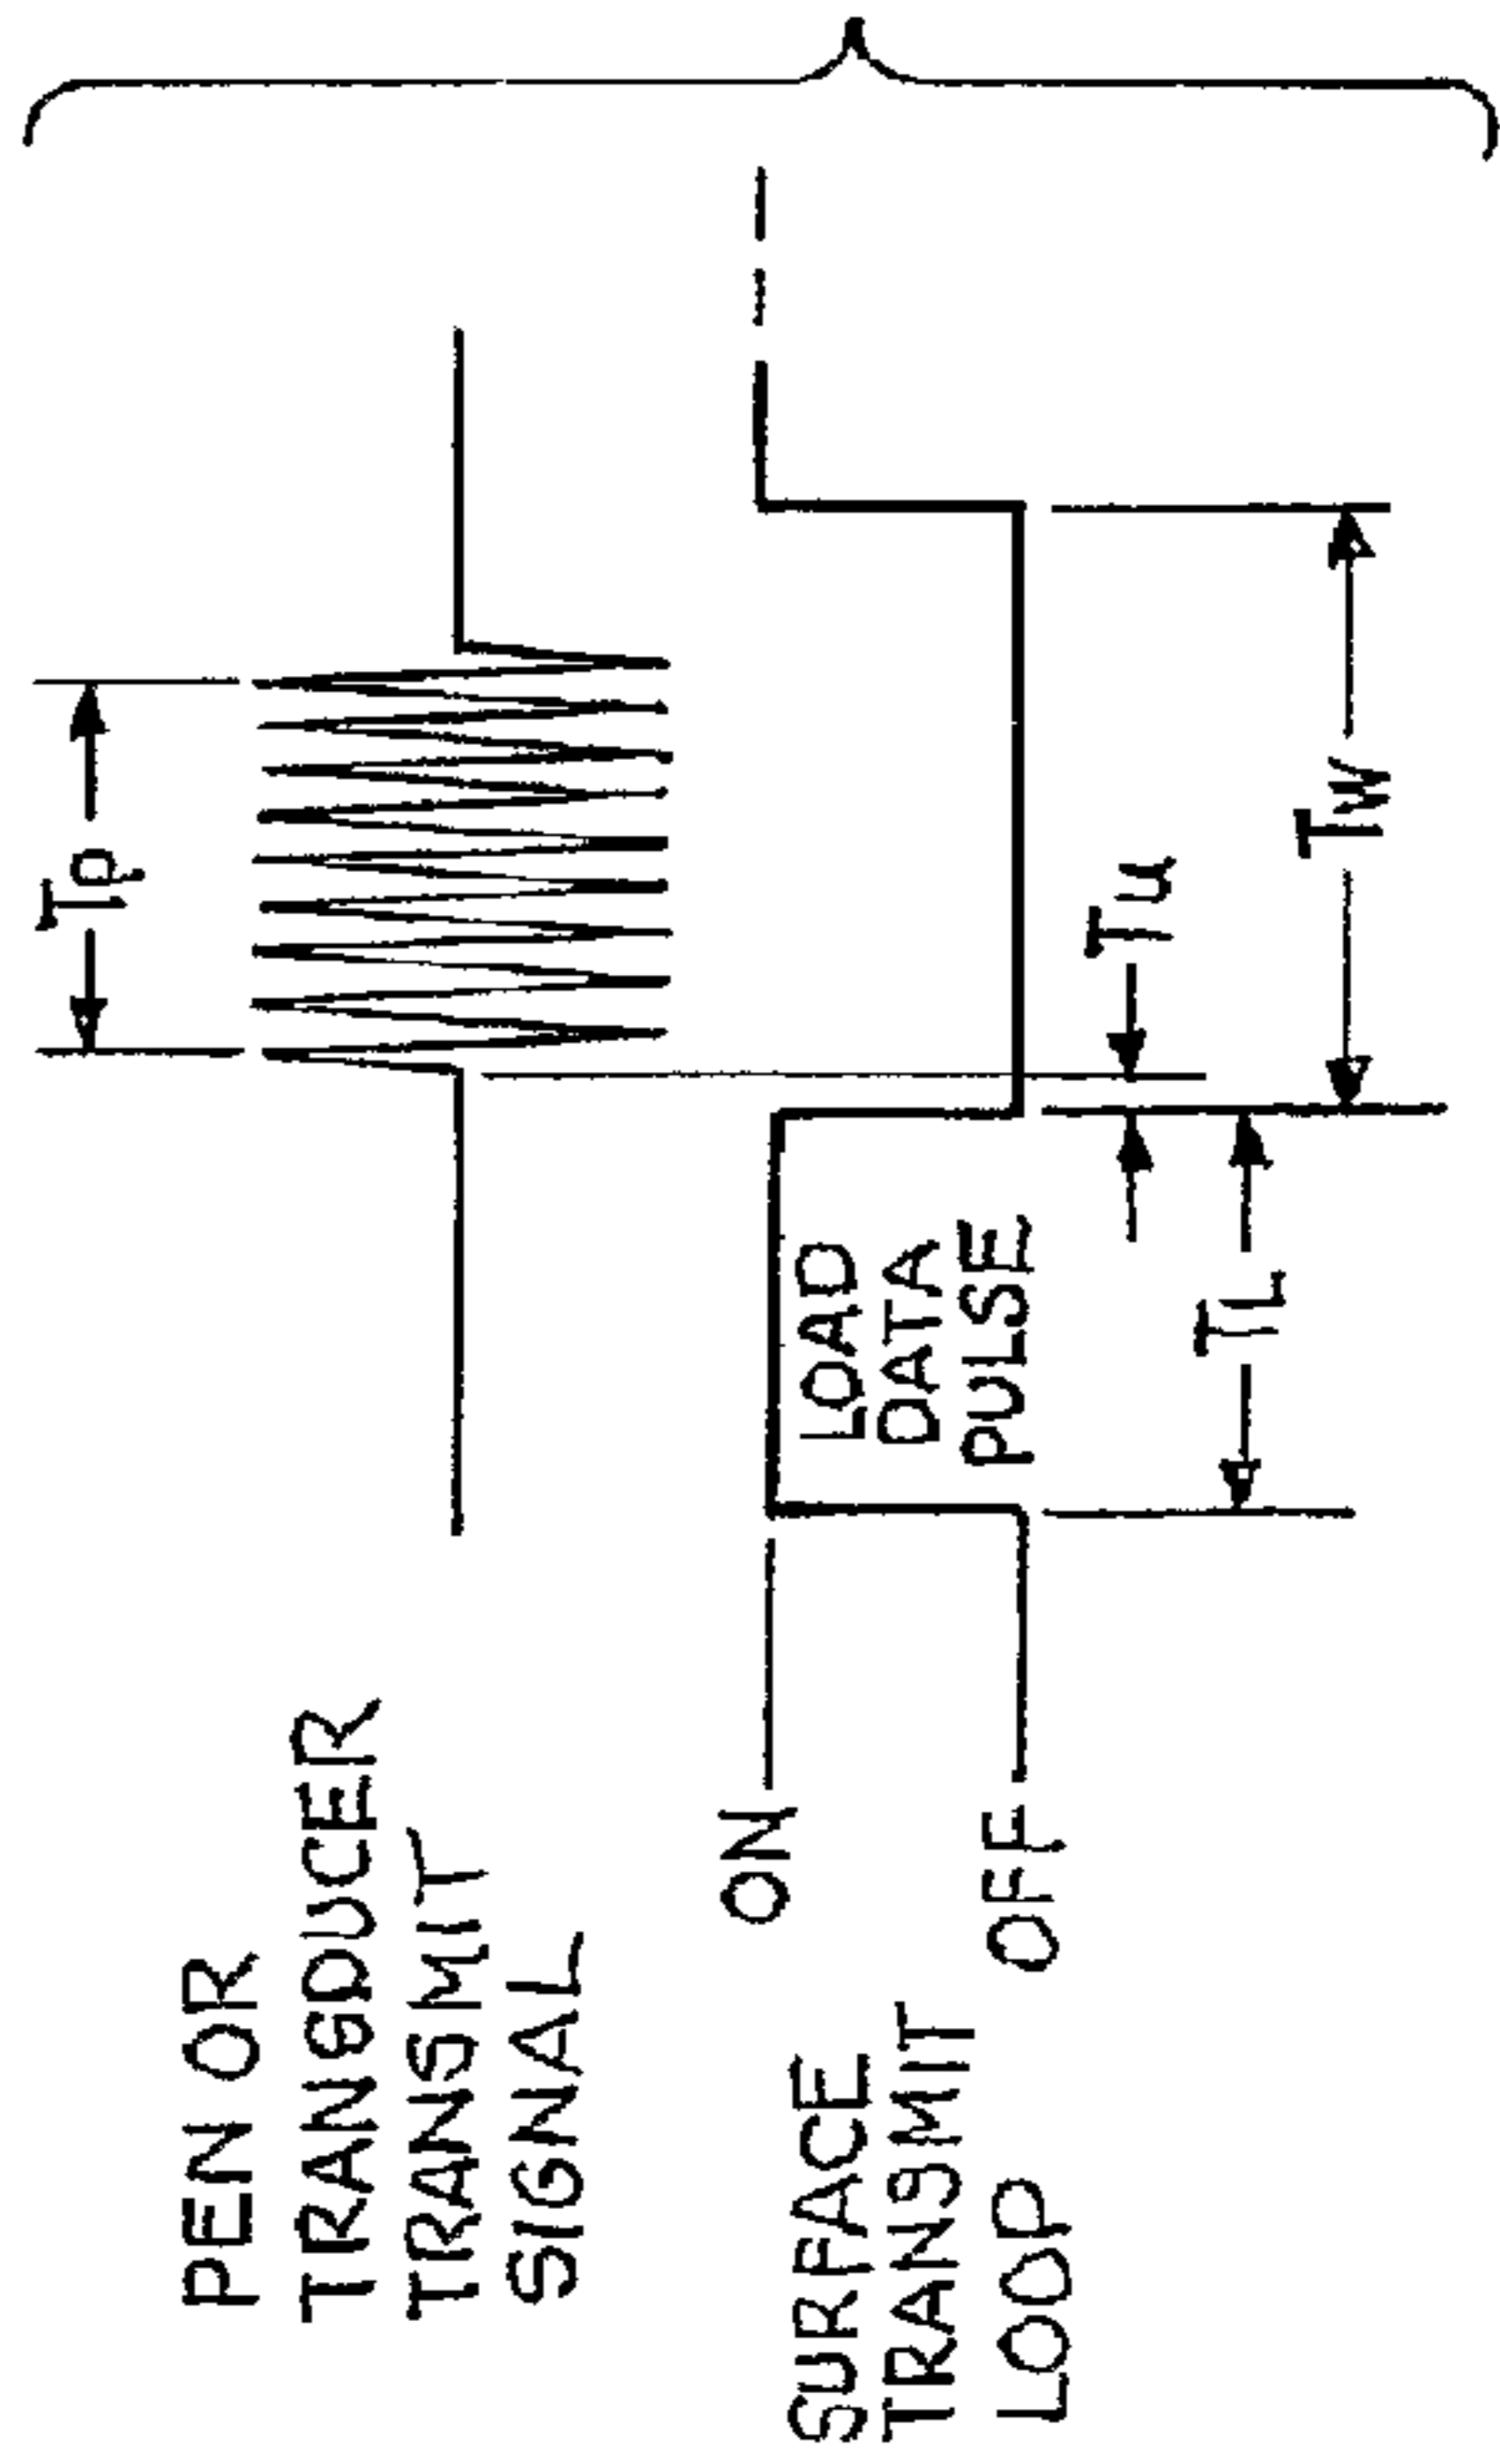 PEN OR
TRANSDUCER
TRANSMIT
SIGNAL
Tp
SURFACE
TRANSMIT
LOOP
ON
OFF
LOAD
DATA
PULSE
Tu
TL
Tw